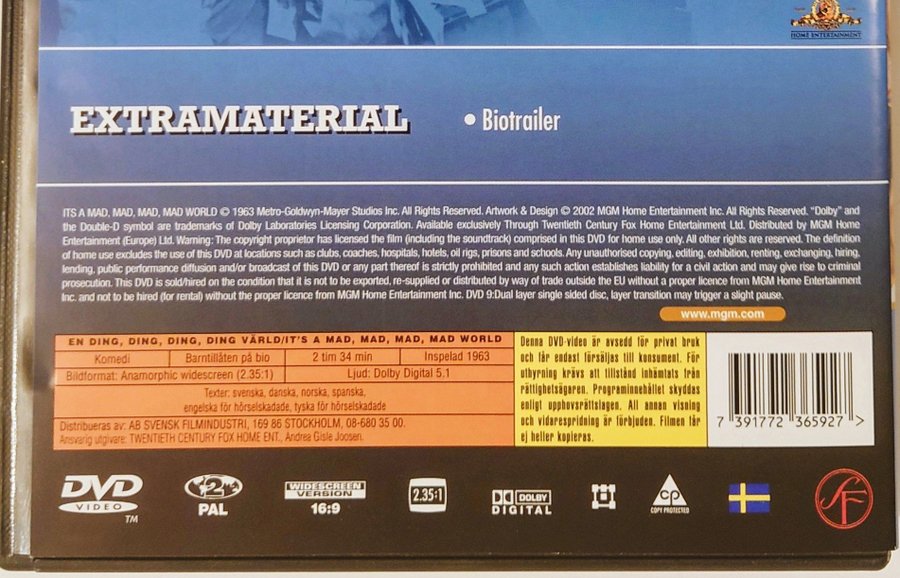 HOME ENTERTAINMENT
EXTRAMATERIAL
• Biotrailer
ITS A MAD, MAD, MAD, MAD WORLD © 1963 Metro-Goldwyn-Mayer Studios Inc. All Rights Reserved. Artwork & Design © 2002 MGM Home Entertainment Inc. All Rights Reserved. “Dolby” and
the Double-D symbol are trademarks of Dolby Laboratories Licensing Corporation. Available exclusively Through Twentieth Century Fox Home Entertainment Ltd. Distributed by MGM Home
Entertainment (Europe) Ltd. Warning: The copyright proprietor has licensed the film (including the soundtrack) comprised in this DVD for home use only. All other rights are reserved. The definition
of home use excludes the use of this DVD at locations such as clubs, coaches, hospitals, hotels, oil rigs, prisons and schools. Any unauthorised copying, editing, exhibition, renting, exchanging, hiring,
lending, public performance diffusion and/or broadcast of this DVD or any part thereof is strictly prohibited and any such action establishes liability for a civil action and may give rise to criminal
prosecution. This DVD is sold/hired on the condition that it is not to be exported, re-supplied or distributed by way of trade outside the EU without a proper licence from MGM Home Entertainment
Inc. and not to be hired (for rental) without the proper licence from MGM Home Entertainment Inc. DVD 9:Dual layer single sided disc, layer transition may trigger a slight pause.
www.mgm.com
EN DING, DING, DING, DING VÄRLD/IT'S A MAD, MAD, MAD, MAD WORLD
Komedi Barntillåten på bio 2 tim 34 min Inspelad 1963
Bildformat: Anamorphic widescreen (2.35:1) Ljud: Dolby Digital 5.1
Texter: svenska, danska, norska, spanska,
engelska för hörselskadade, tyska för hörselskadade
Distribueras av: AB SVENSK FILMINDUSTRI, 169 86 STOCKHOLM, 08-680 35 00.
Ansvarig utgivare: TWENTIETH CENTURY FOX HOME ENT., Andrea Gisle Joosen.
Denna DVD-video är avsedd för privat bruk
och får endast försäljas till konsument. För
uthyrning krävs att tillstånd inhämtats från
rättighetsägaren. Programinnehållet skyddas
enligt upphovsrättslagen. All annan visning
och vidarespridning är förbjuden. Filmen får
ej heller kopieras.
7 391772 365927 >
DVD
VIDEO
TM
2
PAL
WIDESCREEN
VERSION
16:9
2.35:1
DOLBY
DIGITAL
CP
COPY PROTECTED
SF